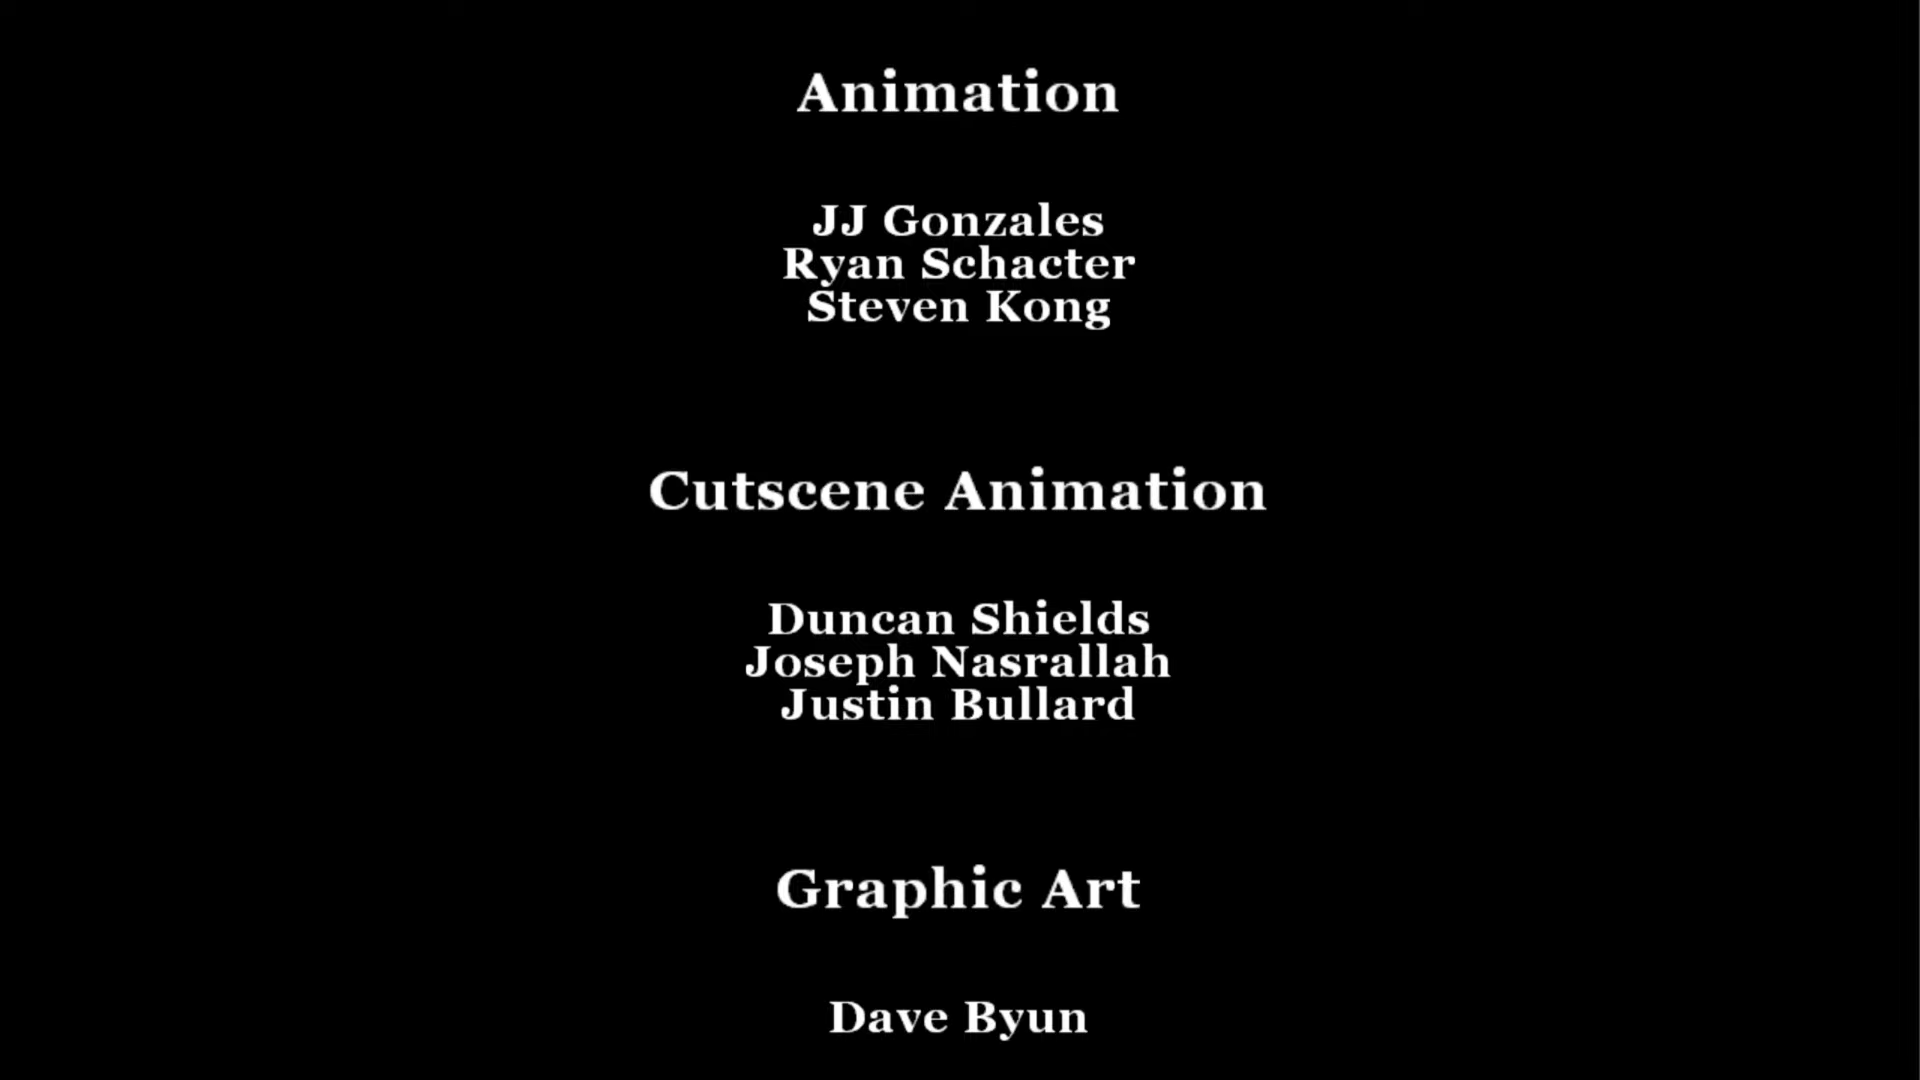 Animation
JJ Gonzales
Ryan Schacter
Steven Kong
Cutscene Animation
Duncan Shields
Joseph Nasrallah
Justin Bullard
Graphic Art
Dave Byun